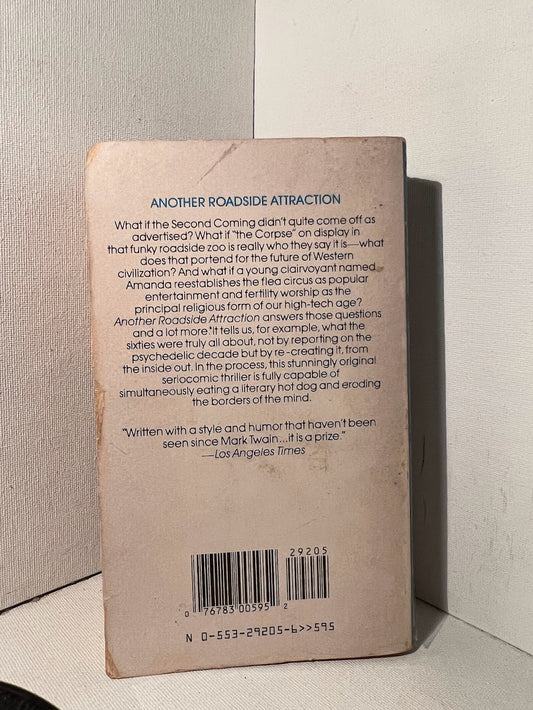 ANOTHER ROADSIDE ATTRACTION
What if the Second Coming didn't quite come off as
advertised? What if "the Corpse" on display in
that funky roadside zoo is really who they say it is—what
does that portend for the future of Western
civilization? And what if a young clairvoyant named
Amanda reestablishes the flea circus as popular
entertainment and fertility worship as the
principal religious form of our high-tech age?
Another Roadside Attraction answers those questions
and a lot more. It tells us, for example, what the
sixties were truly all about, not by reporting on the
psychedelic decade but by re-creating it, from
the inside out. In the process, this stunningly original
seriocomic thriller is fully capable of
simultaneously eating a literary hot dog and eroding
the borders of the mind.
"Written with a style and humor that haven't been
seen since Mark Twain...it is a prize."
—Los Angeles Times
29205
0 76783 00595 2
N 0-553-29205-6>>595